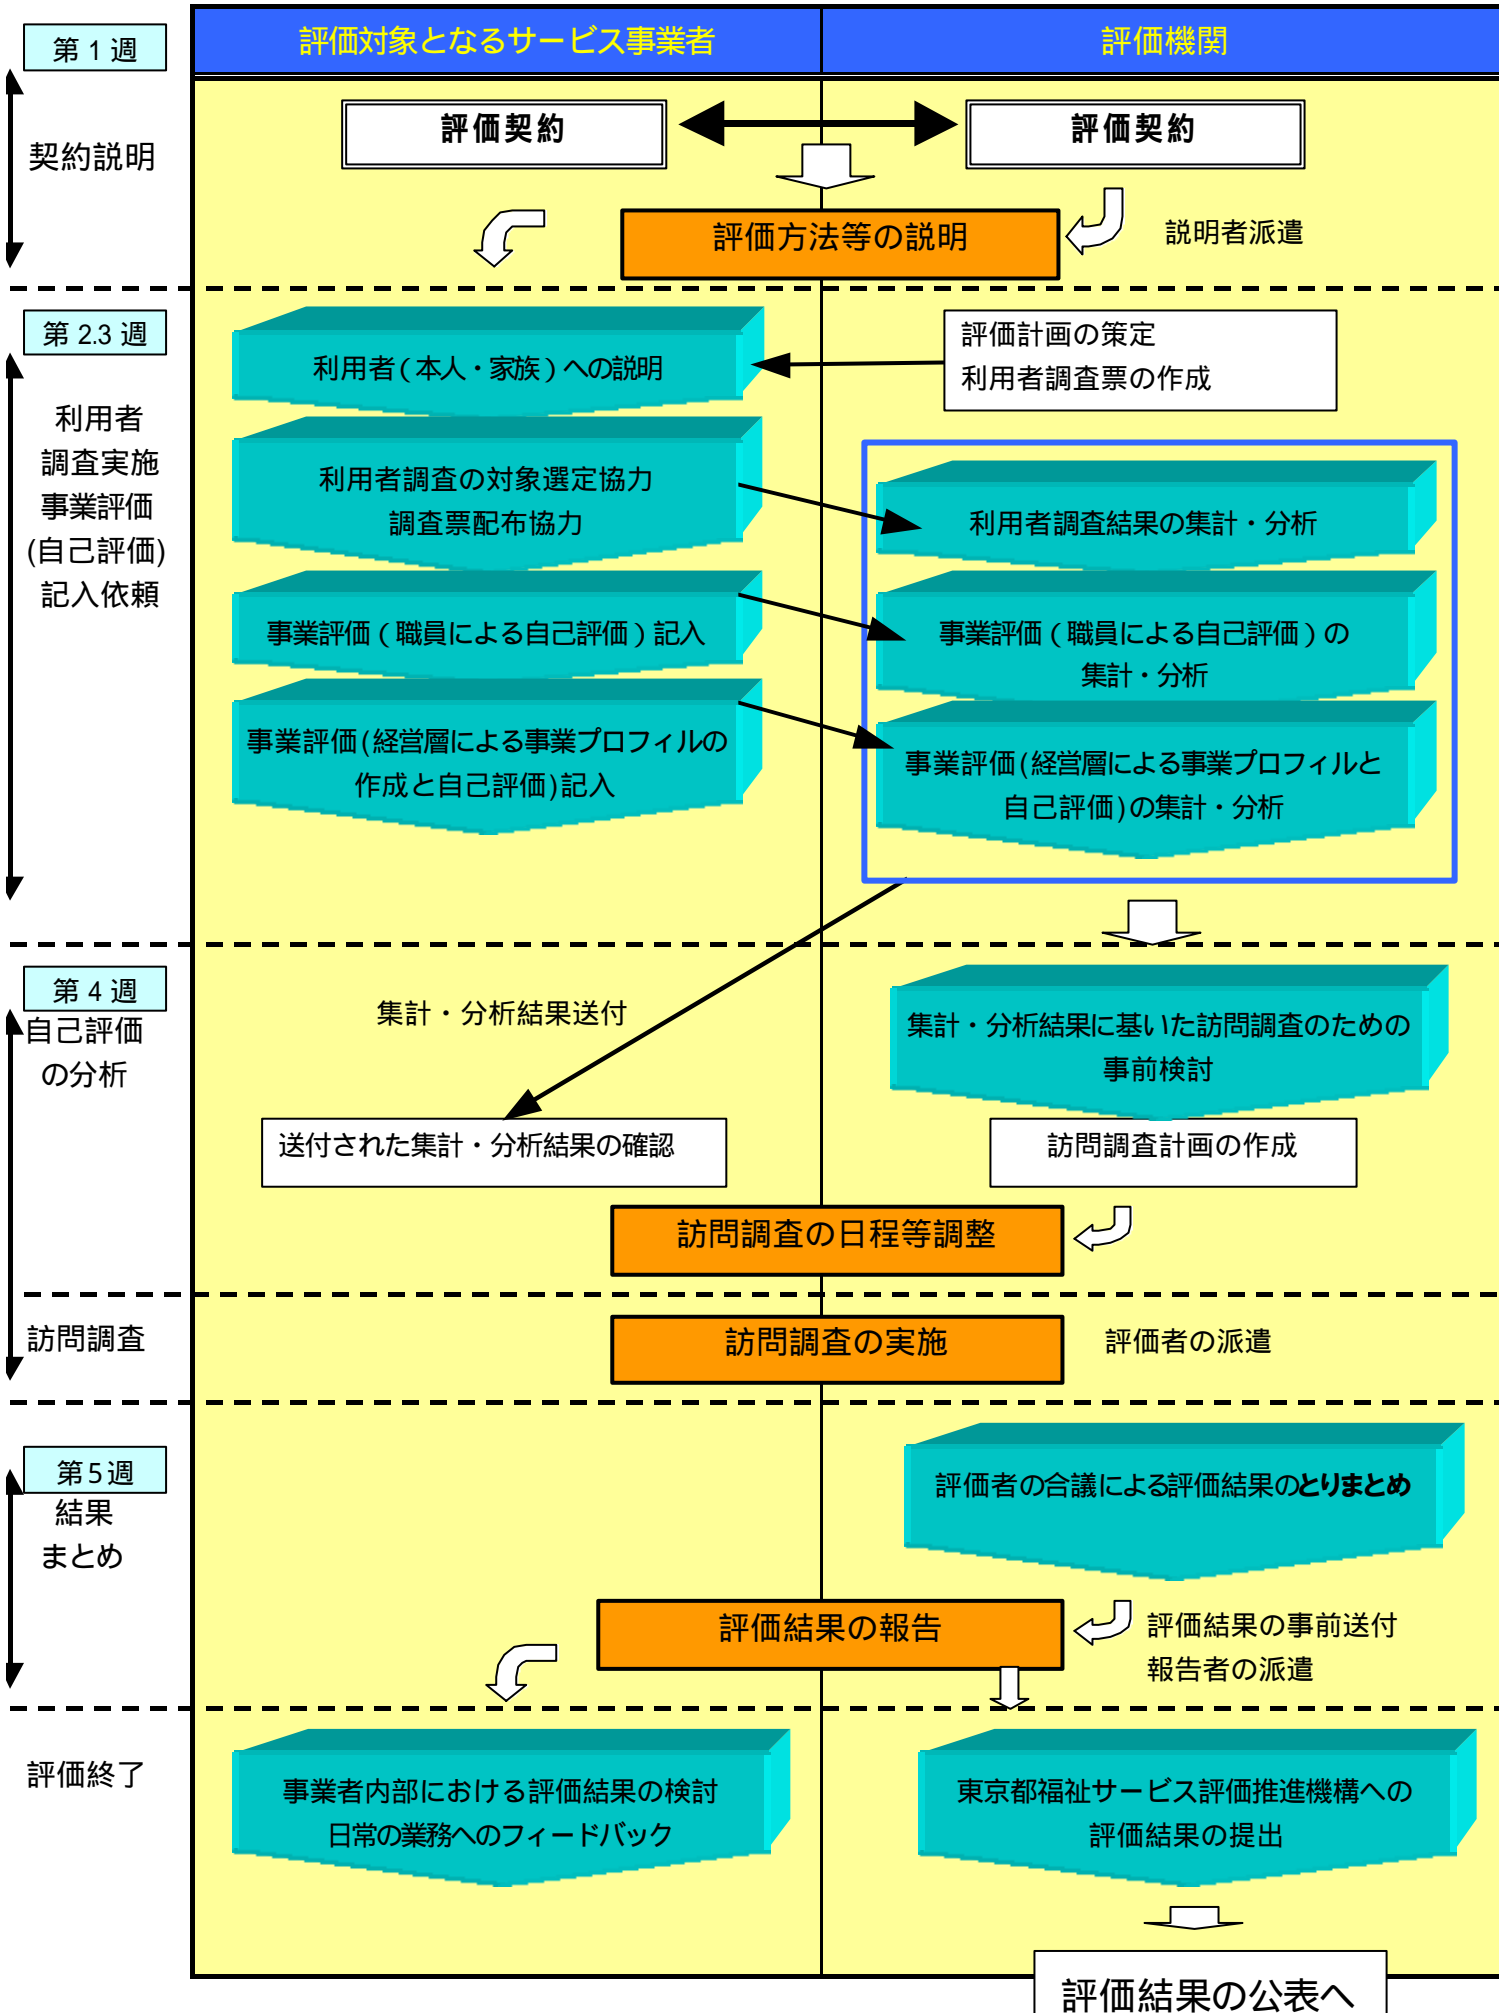 第 1 週
評価対象となるサービス事業者
評価機関
評価契約
評価契約
契約説明
評価方法等の説明
説明者派遣
第 2.3 週
利用者(本人・家族)への説明
評価計画の策定
利用者調査票の作成
利用者
調査実施
事業評価
(自己評価)
記入依頼
利用者調査の対象選定協力
調査票配布協力
利用者調査結果の集計・分析
事業評価(職員による自己評価)記入
事業評価(職員による自己評価)の
集計・分析
事業評価(経営層による事業プロフィルの
作成と自己評価)記入
事業評価(経営層による事業プロフィルと
自己評価)の集計・分析
第 4 週
自己評価
の分析
集計・分析結果送付
集計・分析結果に基いた訪問調査のための
事前検討
送付された集計・分析結果の確認
訪問調査計画の作成
訪問調査の日程等調整
訪問調査
訪問調査の実施
評価者の派遣
第5週
結果
まとめ
評価者の合議による評価結果のとりまとめ
評価結果の報告
評価結果の事前送付
報告者の派遣
評価終了
事業者内部における評価結果の検討
日常の業務へのフィードバック
東京都福祉サービス評価推進機構への
評価結果の提出
評価結果の公表へ